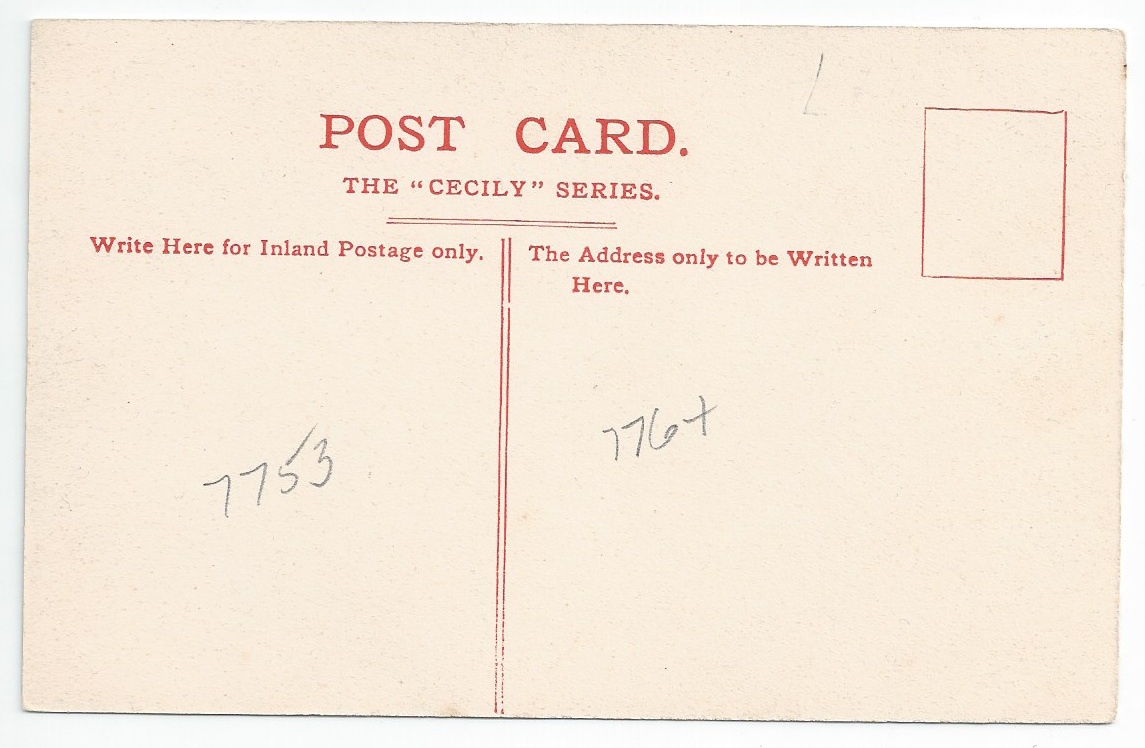 POST CARD.
THE “CECILY” SERIES.
Write Here for Inland Postage only.
The Address only to be Written
Here.
7753
776+